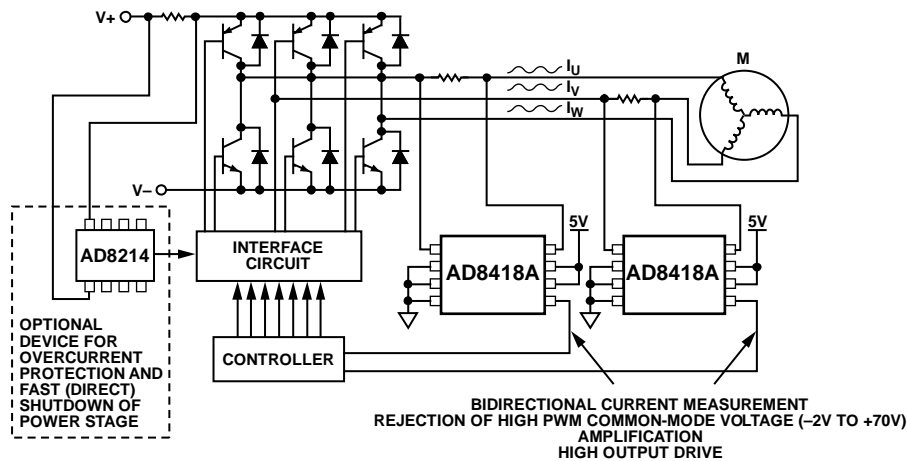 V+
M
I_U
I_V
I_W
V–
5V
5V
AD8214
INTERFACE
CIRCUIT
AD8418A
AD8418A
OPTIONAL
DEVICE FOR
OVERCURRENT
PROTECTION AND
FAST (DIRECT)
SHUTDOWN OF
POWER STAGE
CONTROLLER
BIDIRECTIONAL CURRENT MEASUREMENT
REJECTION OF HIGH PWM COMMON-MODE VOLTAGE (–2V TO +70V)
AMPLIFICATION
HIGH OUTPUT DRIVE